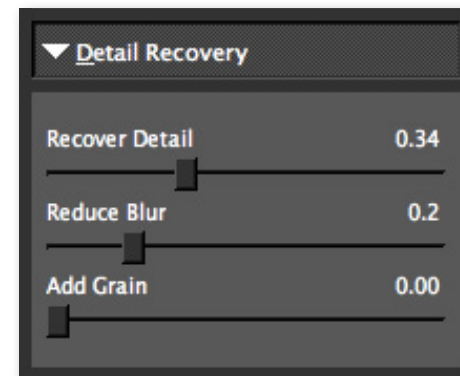 Detail Recovery
Recover Detail 0.34
Reduce Blur 0.2
Add Grain 0.00